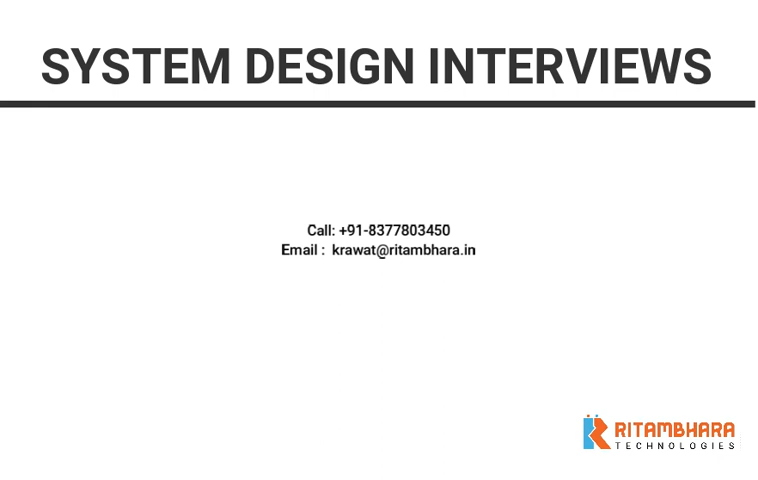 SYSTEM DESIGN INTERVIEWS
Call: +91-8377803450
Email :  krawat@ritambhara.in
RITAMBHARA
TECHNOLOGIES